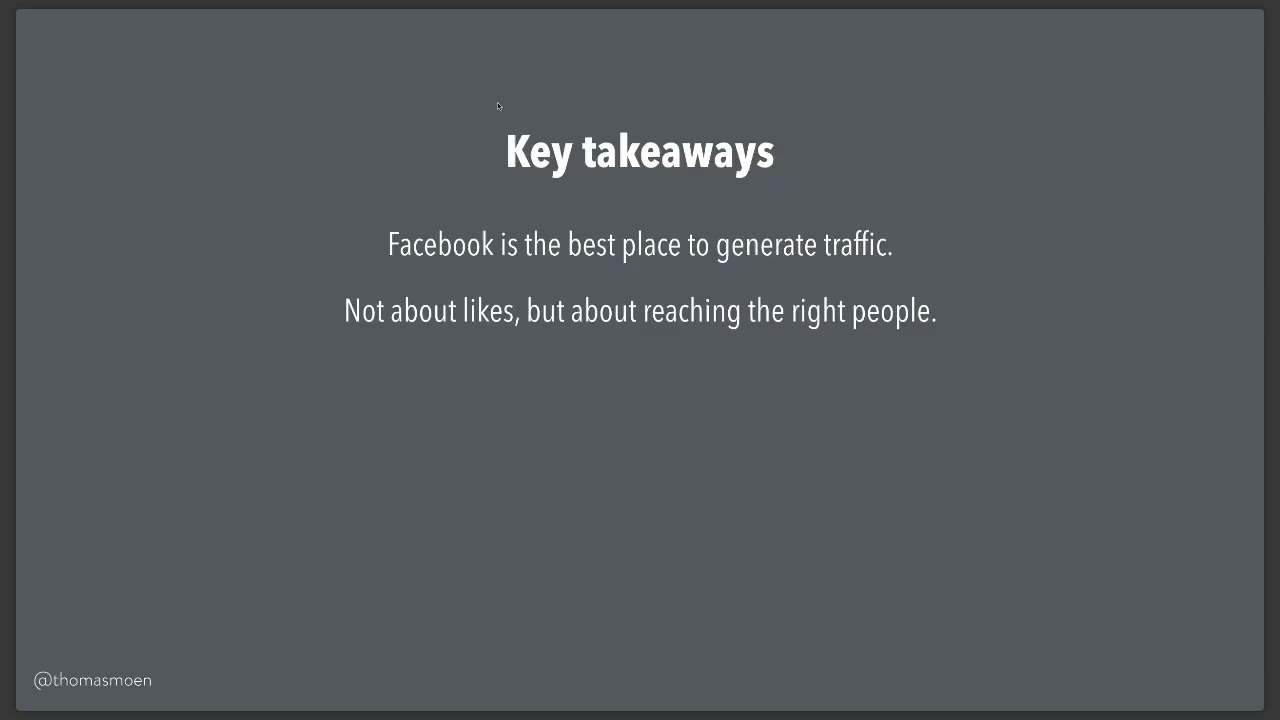 Key takeaways
Facebook is the best place to generate traffic.
Not about likes, but about reaching the right people.
@thomasmoen